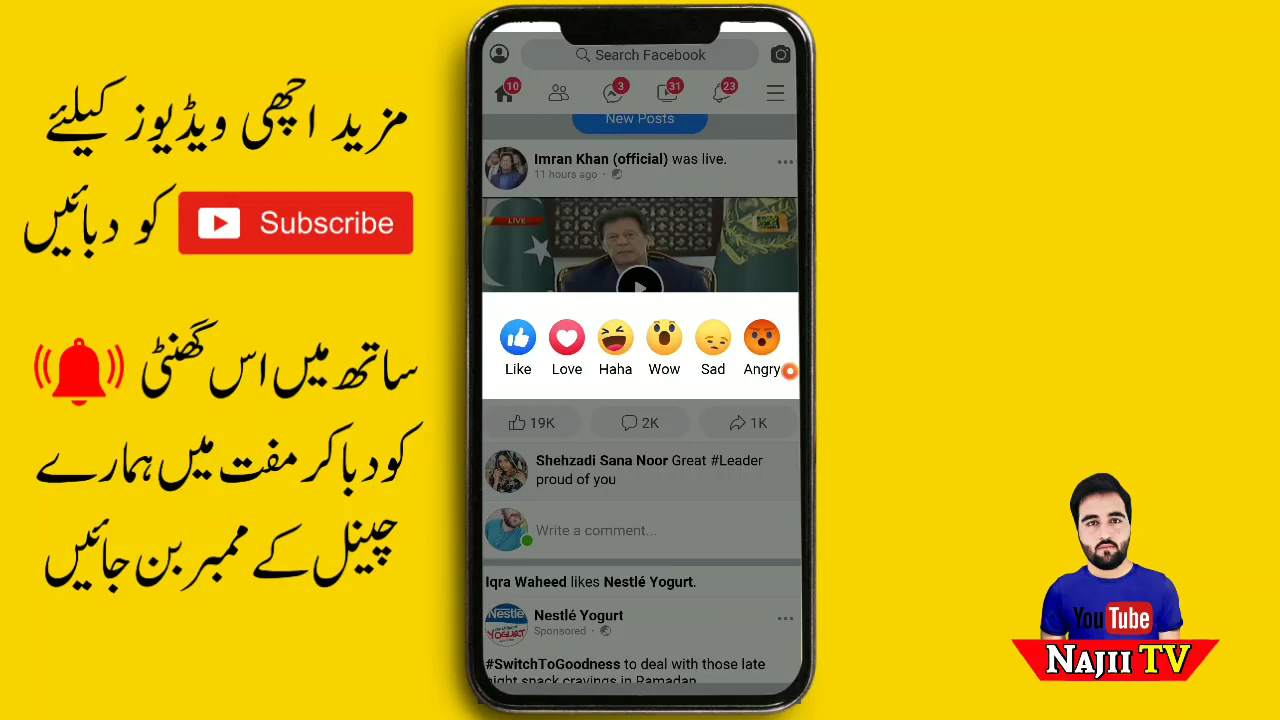 مزید اچھی ویڈیوز کیلئے
کو دبائیں
Subscribe
ساتھ میں اس گھنٹی
کو دبا کر مفت میں ہمارے
چینل کے ممبر بن جائیں
Search Facebook
10
3
31
23
New Posts
Imran Khan (official) was live.
11 hours ago
LIVE
Like Love Haha Wow Sad Angry
19K 2K 1K
Shehzadi Sana Noor Great #Leader
proud of you
Write a comment...
Iqra Waheed likes Nestlé Yogurt.
Nestlé
YOGURT
Nestlé Yogurt
Sponsored
#SwitchToGoodness to deal with those late
night snack cravings in Ramadan
YouTube
NAJII TV